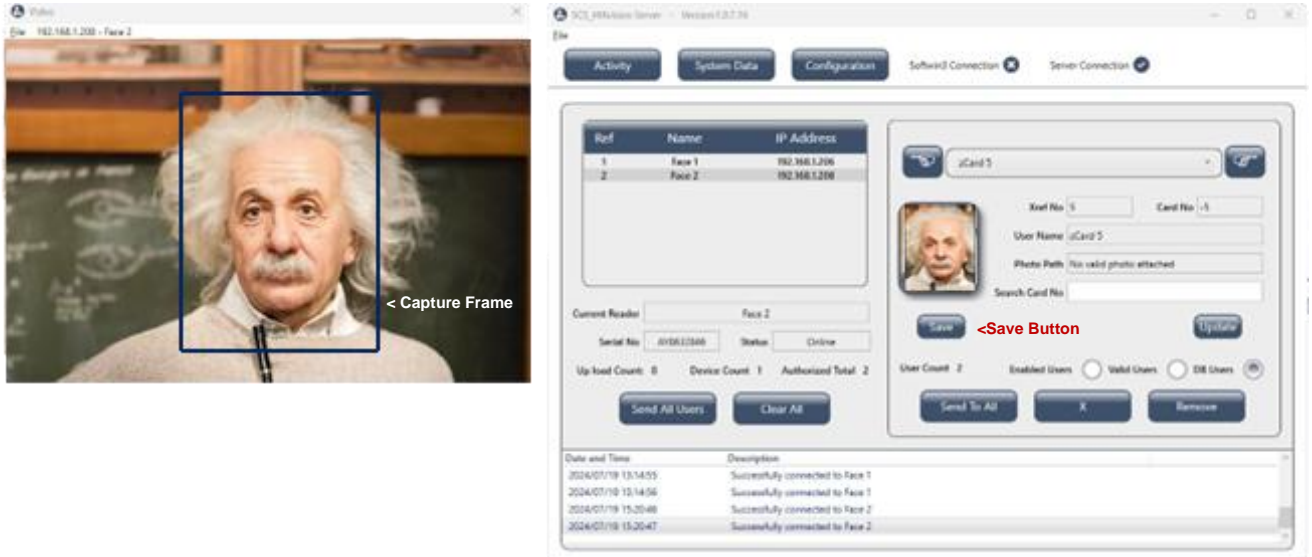 Video
File 192.168.1.208 - Face 2
< Capture Frame
SCS_HIKvision Server - Version
File
Activity
System Data
Configuration
Softwin3 Connection
Server Connection
Ref Name IP Address
1 Face 1 192.168.1.206
2 Face 2 192.168.1.208
Current Reader Face 2
Serial No
Status Online
Up load Count: 0 Device Count 1 Authorized Total 2
Send All Users
Clear All
zCard 5
Xref No 5 Card No -5
User Name zCard 5
Photo Path No valid photo attached
Search Card No
Save
<Save Button
Update
User Count 2 Enabled Users Valid Users DB Users
Send To All
X
Remove
Date and Time Description
2024/07/19 13:14:55 Successfully connected to Face 1
2024/07/19 13:14:56 Successfully connected to Face 1
2024/07/19 15:20:46 Successfully connected to Face 2
2024/07/19 15:20:47 Successfully connected to Face 2